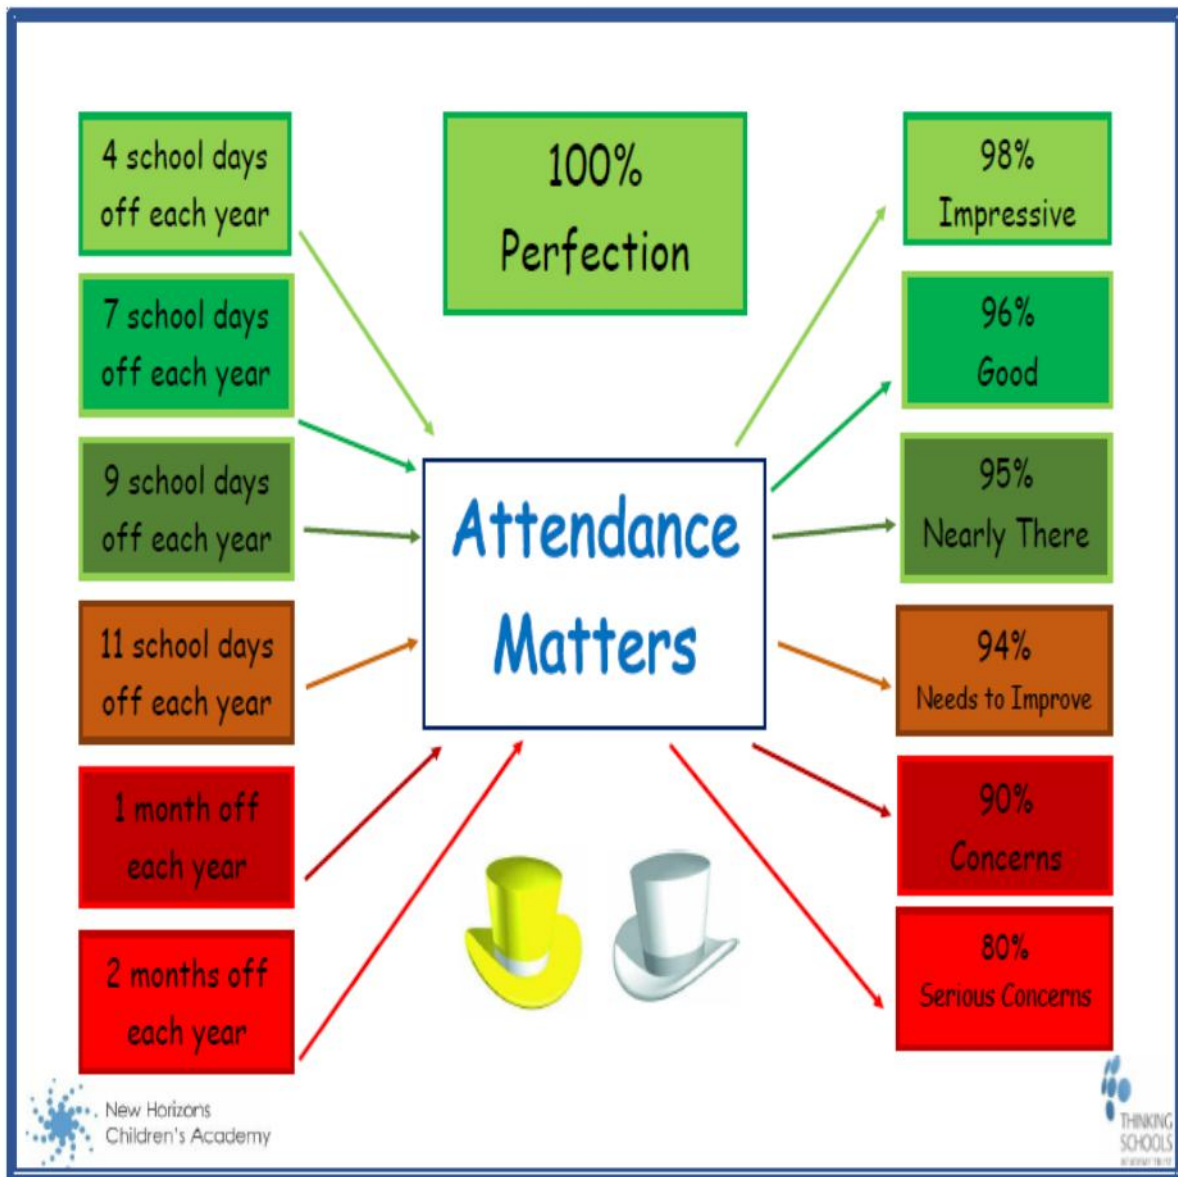 4 school days
off each year
7 school days
off each year
9 school days
off each year
11 school days
off each year
1 month off
each year
2 months off
each year
100%
Perfection
Attendance
Matters
98%
Impressive
96%
Good
95%
Nearly There
94%
Needs to Improve
90%
Concerns
80%
Serious Concerns
New Horizons
Children's Academy
THINKING
SCHOOLS
ACADEMY TRUST